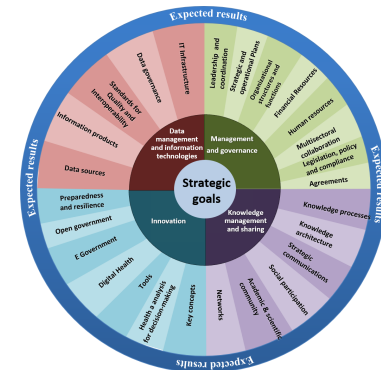 Expected results
Expected results
Expected results
Expected results
Strategic
goals
Data
management
and information
technologies
Management
and governance
Innovation
Knowledge
management
and sharing
Leadership and
coordination
Strategic and
operational Plans
Organizational
structures and
functions
Financial Resources
Human resources
Multisectoral
collaboration
Legislation, policy
and compliance
Agreements
Knowledge processes
Knowledge
architecture
Strategic
communications
Social participation
Academic & scientific
community
Networks
Key concepts
Health a analysis
for decision-making
Tools
Digital Health
E Government
Open government
Preparedness
and resilience
Data sources
Information products
Standards for
Quality and
interoperability
Data governance
IT Infrastructure